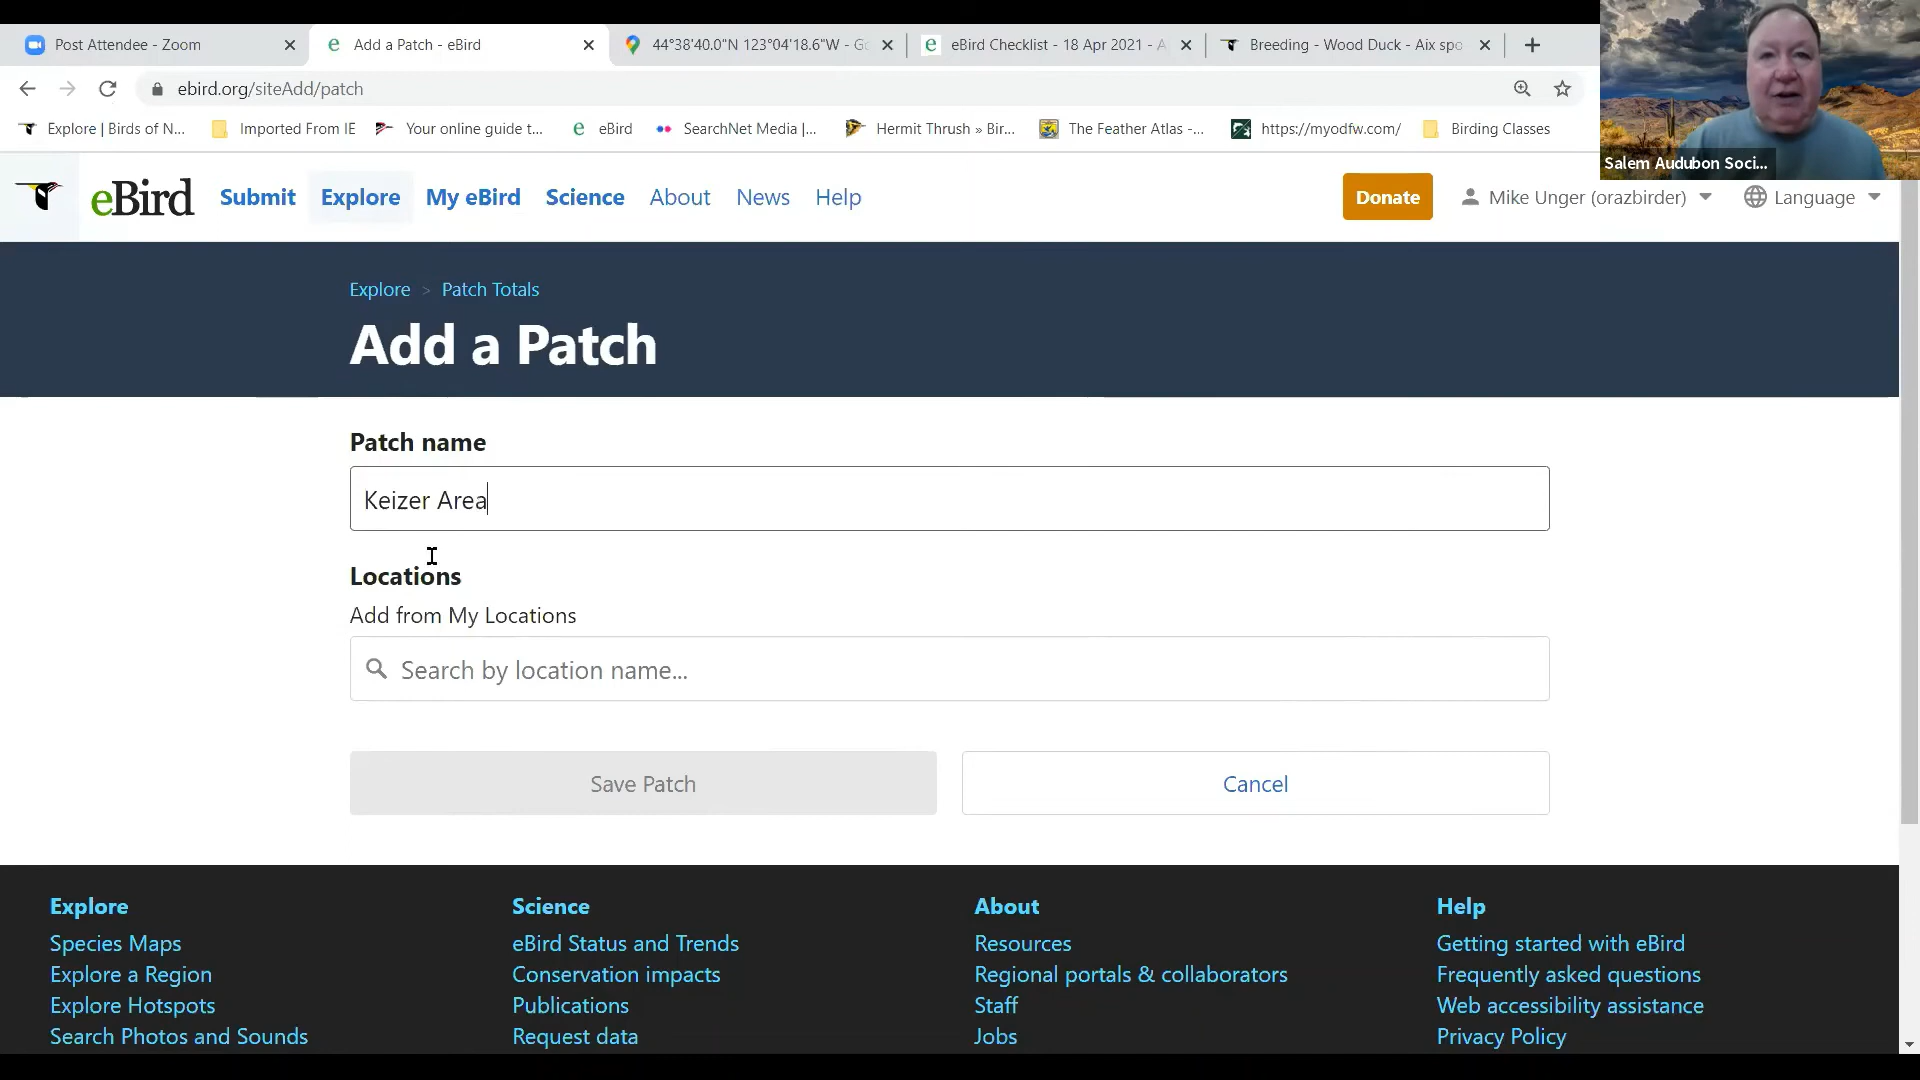 Post Attendee - Zoom
Add a Patch - eBird
44°38'40.0"N 123°04'18.6"W - Go
eBird Checklist - 18 Apr 2021 - A
Breeding - Wood Duck - Aix spo
ebird.org/siteAdd/patch
Explore | Birds of N...
Imported From IE
Your online guide t...
eBird
SearchNet Media |...
Hermit Thrush » Bir...
The Feather Atlas -...
https://myodfw.com/
Birding Classes
Salem Audubon Soci...
eBird
Submit
Explore
My eBird
Science
About
News
Help
Donate
Mike Unger (orazbirder)
Language
Explore > Patch Totals
Add a Patch
Patch name
Keizer Area
Locations
Add from My Locations
Search by location name...
Save Patch
Cancel
Explore
Species Maps
Explore a Region
Explore Hotspots
Search Photos and Sounds
Science
eBird Status and Trends
Conservation impacts
Publications
Request data
About
Resources
Regional portals & collaborators
Staff
Jobs
Help
Getting started with eBird
Frequently asked questions
Web accessibility assistance
Privacy Policy